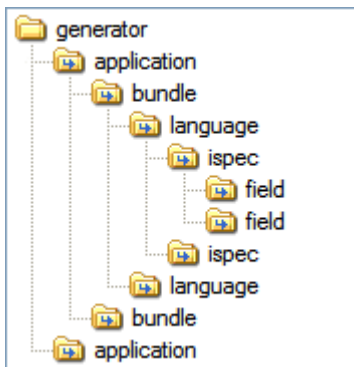 generator
application
bundle
language
ispec
field
field
ispec
language
bundle
application